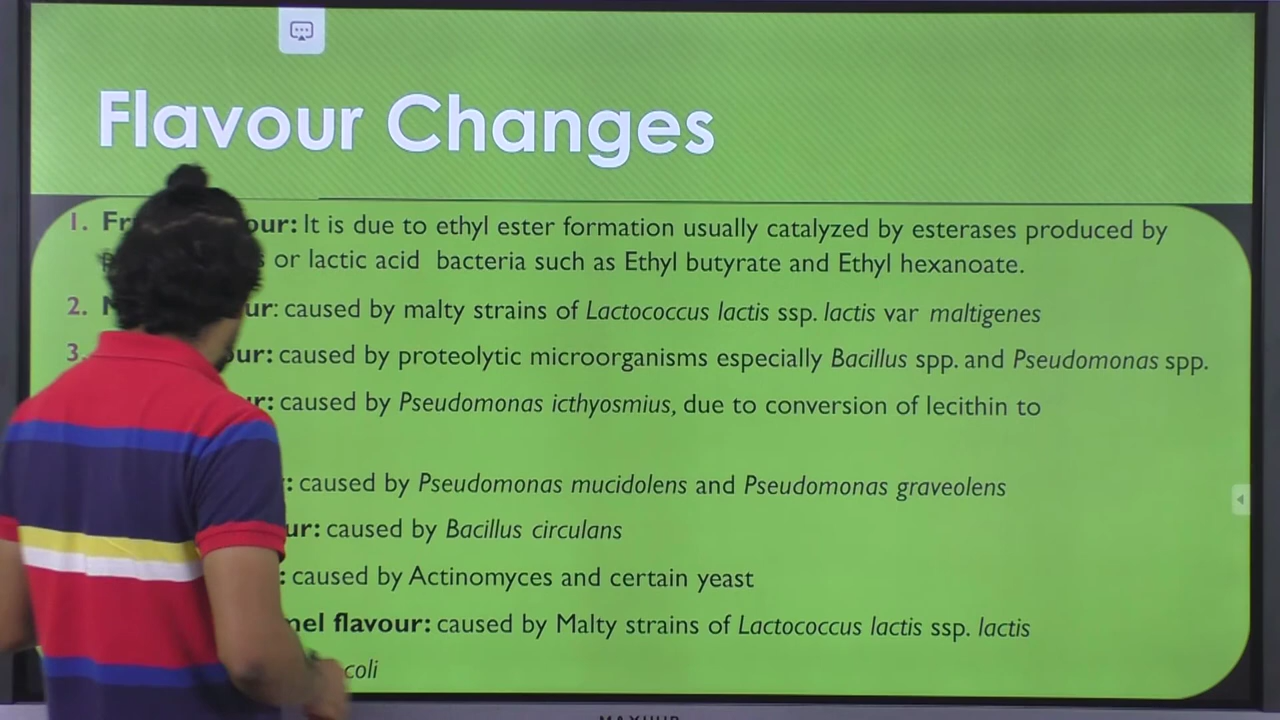 Flavour Changes
1. Fr our: It is due to ethyl ester formation usually catalyzed by esterases produced by
s or lactic acid bacteria such as Ethyl butyrate and Ethyl hexanoate.
2. ur: caused by malty strains of Lactococcus lactis ssp. lactis var maltigenes
3. our: caused by proteolytic microorganisms especially Bacillus spp. and Pseudomonas spp.
ur: caused by Pseudomonas icthyosmius, due to conversion of lecithin to
: caused by Pseudomonas mucidolens and Pseudomonas graveolens
ur: caused by Bacillus circulans
: caused by Actinomyces and certain yeast
mel flavour: caused by Malty strains of Lactococcus lactis ssp. lactis
coli